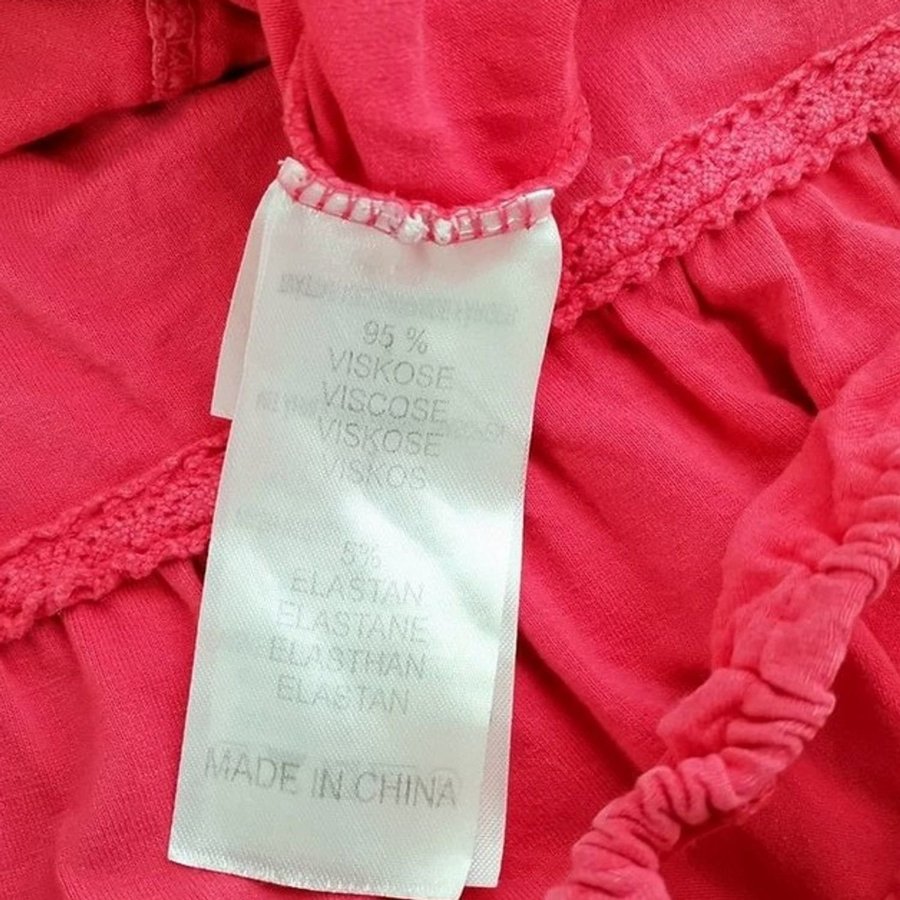 95 %
VISKOSE
VISCOSE
VISKOSE
VISKOS
5%
ELASTAN
ELASTANE
ELASTHAN
ELASTAN
MADE IN CHINA